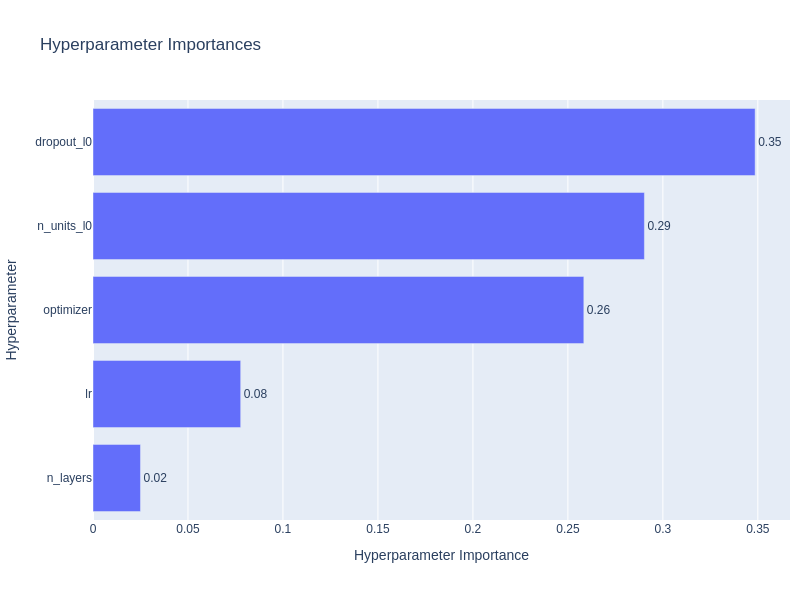 Hyperparameter Importances
dropout_l0
0.35
n_units_l0
0.29
optimizer
0.26
lr
0.08
n_layers
0.02
0 0.05 0.1 0.15 0.2 0.25 0.3 0.35
Hyperparameter Importance
Hyperparameter